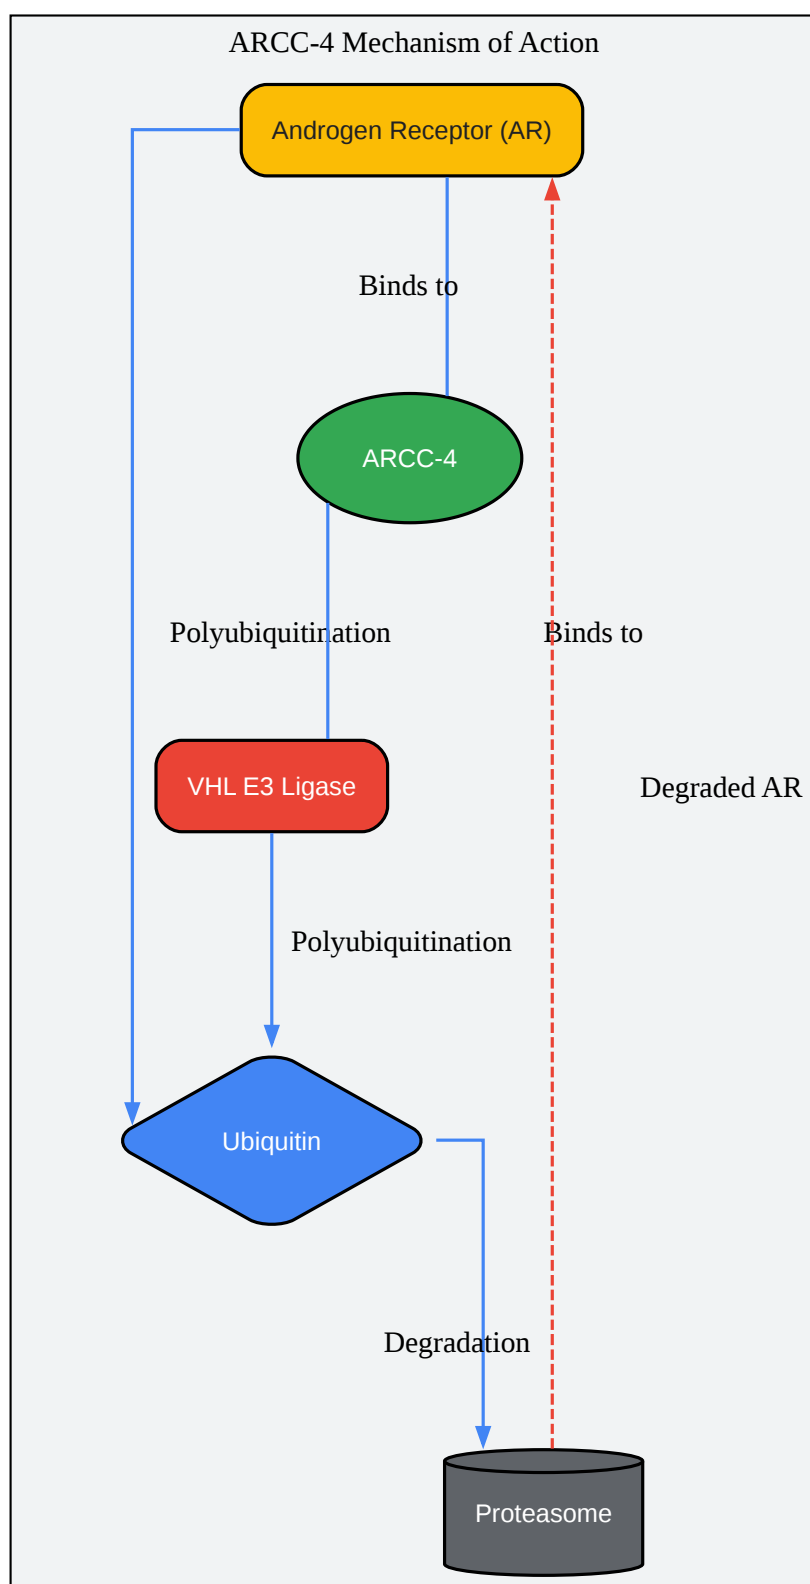 ARCC-4 Mechanism of Action
Androgen Receptor (AR)
Binds to
ARCC-4
Polyubiquitination
Binds to
VHL E3 Ligase
Degraded AR
Polyubiquitination
Ubiquitin
Degradation
Proteasome